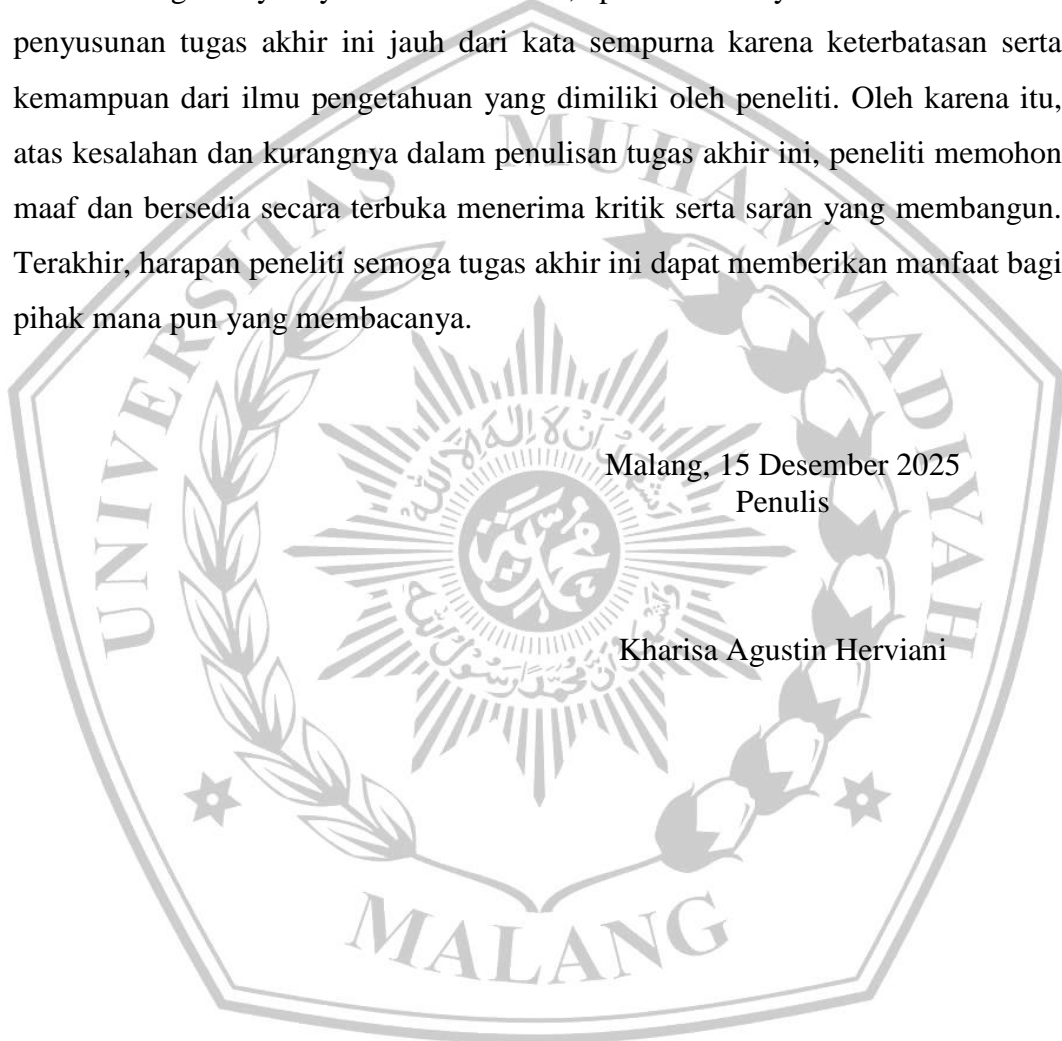 penyusunan tugas akhir ini jauh dari kata sempurna karena keterbatasan serta
kemampuan dari ilmu pengetahuan yang dimiliki oleh peneliti. Oleh karena itu,
atas kesalahan dan kurangnya dalam penulisan tugas akhir ini, peneliti memohon
maaf dan bersedia secara terbuka menerima kritik serta saran yang membangun.
Terakhir, harapan peneliti semoga tugas akhir ini dapat memberikan manfaat bagi
pihak mana pun yang membacanya.
Malang, 15 Desember 2025
Penulis
Kharisa Agustin Herviani
UNIVERSITAS MUHAMMADIYAH
MALANG